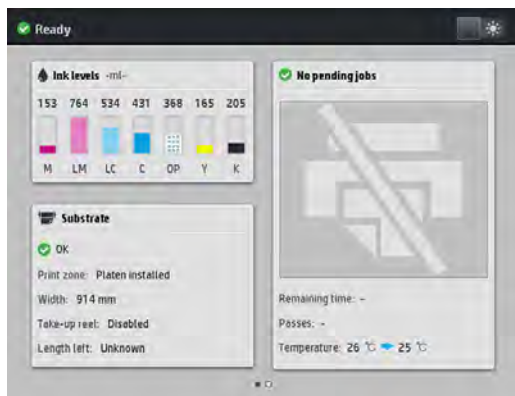 Ready
Ink levels -ml-
153 764 534 431 368 165 205
M LM LC C OP Y K
Substrate
OK
Print zone: Platen installed
Width: 914 mm
Take-up reel: Disabled
Length left: Unknown
No pending jobs
Remaining time: -
Passes: -
Temperature: 26 ℃ 25 ℃